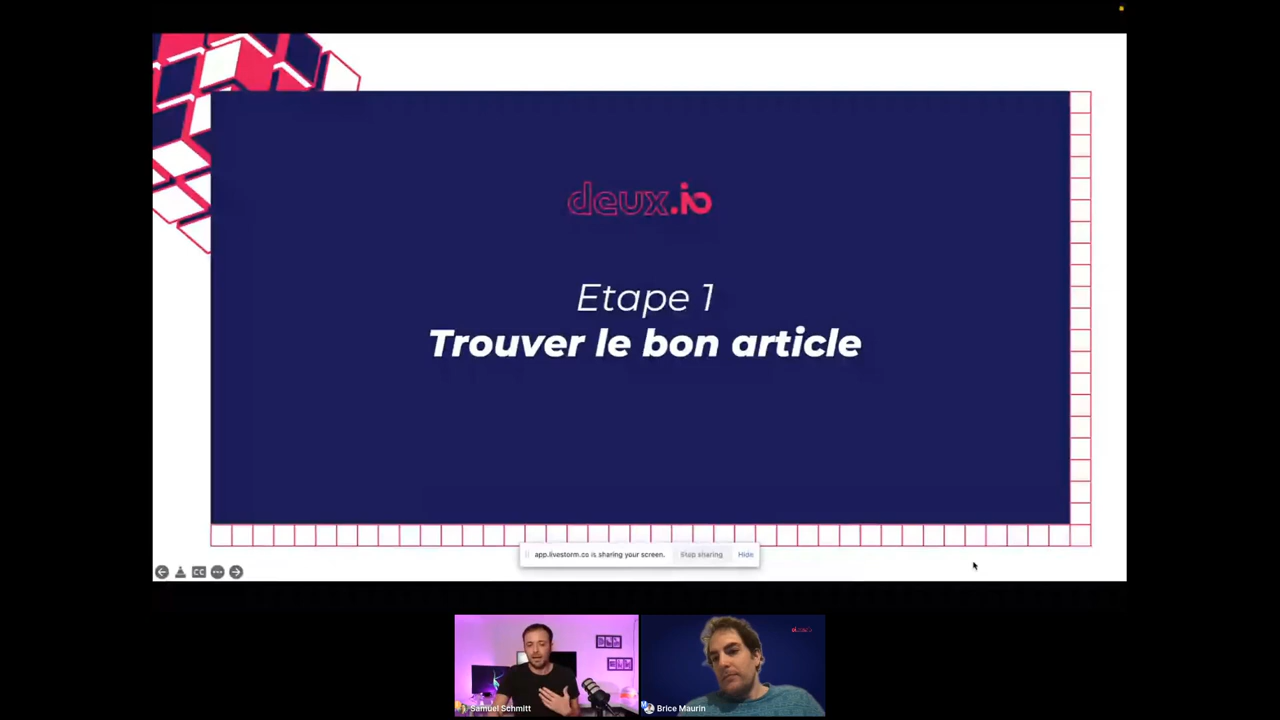 deux.io
Etape 1
Trouver le bon article
app.livestorm.co is sharing your screen.
Stop sharing
Hide
CC
Samuel Schmitt
Brice Maurin